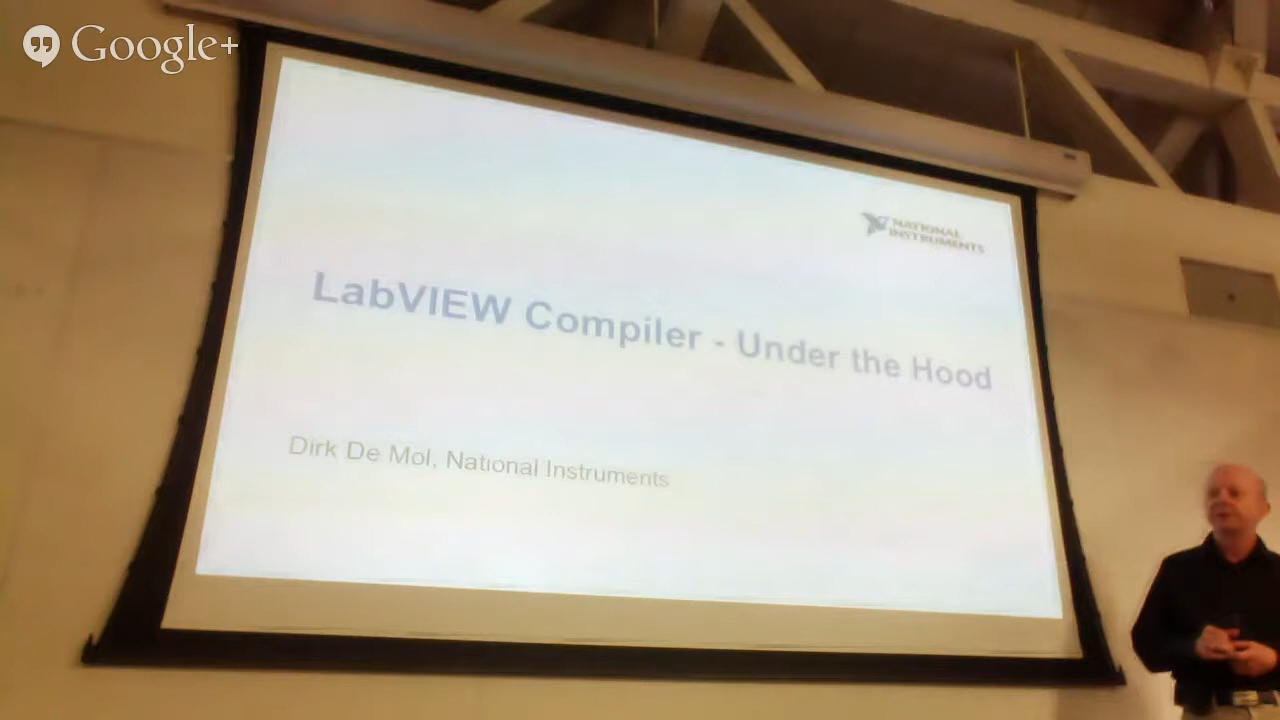 Google+
NATIONAL
INSTRUMENTS
LabVIEW Compiler - Under the Hood
Dirk De Mol, National Instruments